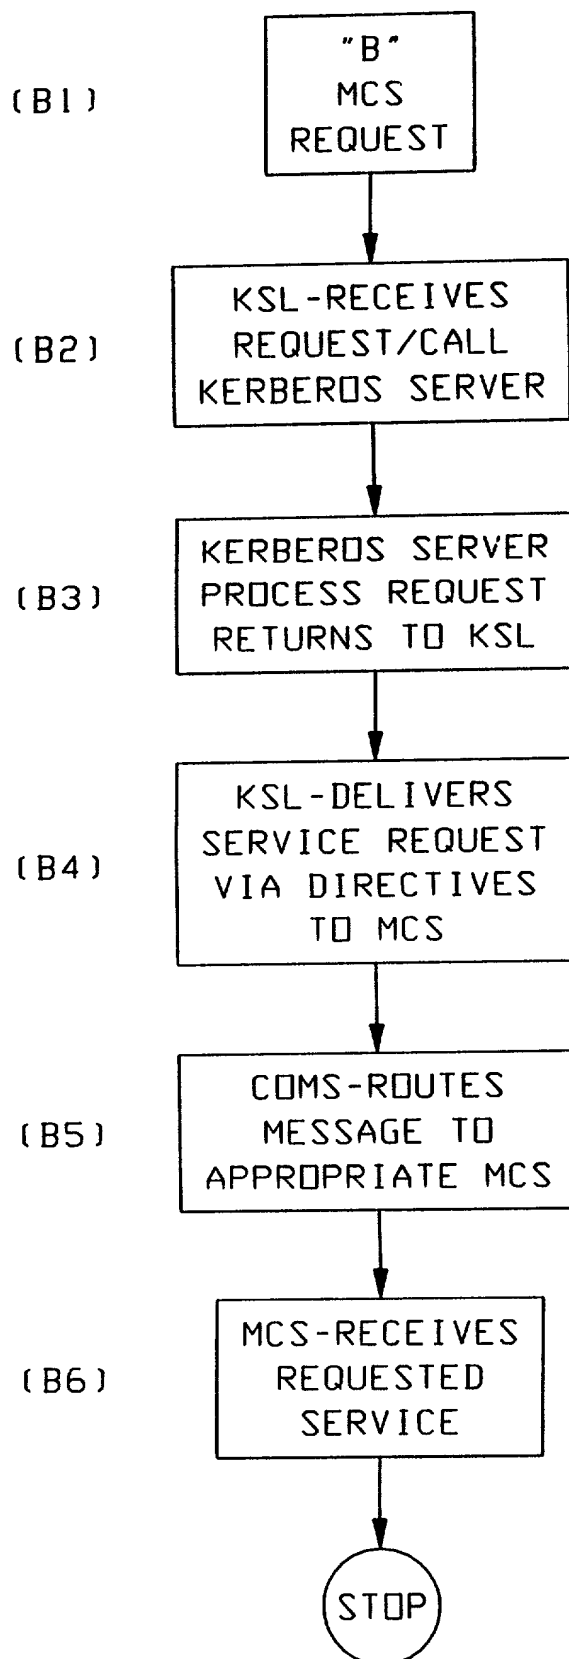 (B1)
"B"
MCS
REQUEST
(B2)
KSL-RECEIVES
REQUEST/CALL
KERBEROS SERVER
(B3)
KERBEROS SERVER
PROCESS REQUEST
RETURNS TO KSL
(B4)
KSL-DELIVERS
SERVICE REQUEST
VIA DIRECTIVES
TO MCS
(B5)
COMS-ROUTES
MESSAGE TO
APPROPRIATE MCS
(B6)
MCS-RECEIVES
REQUESTED
SERVICE
STOP